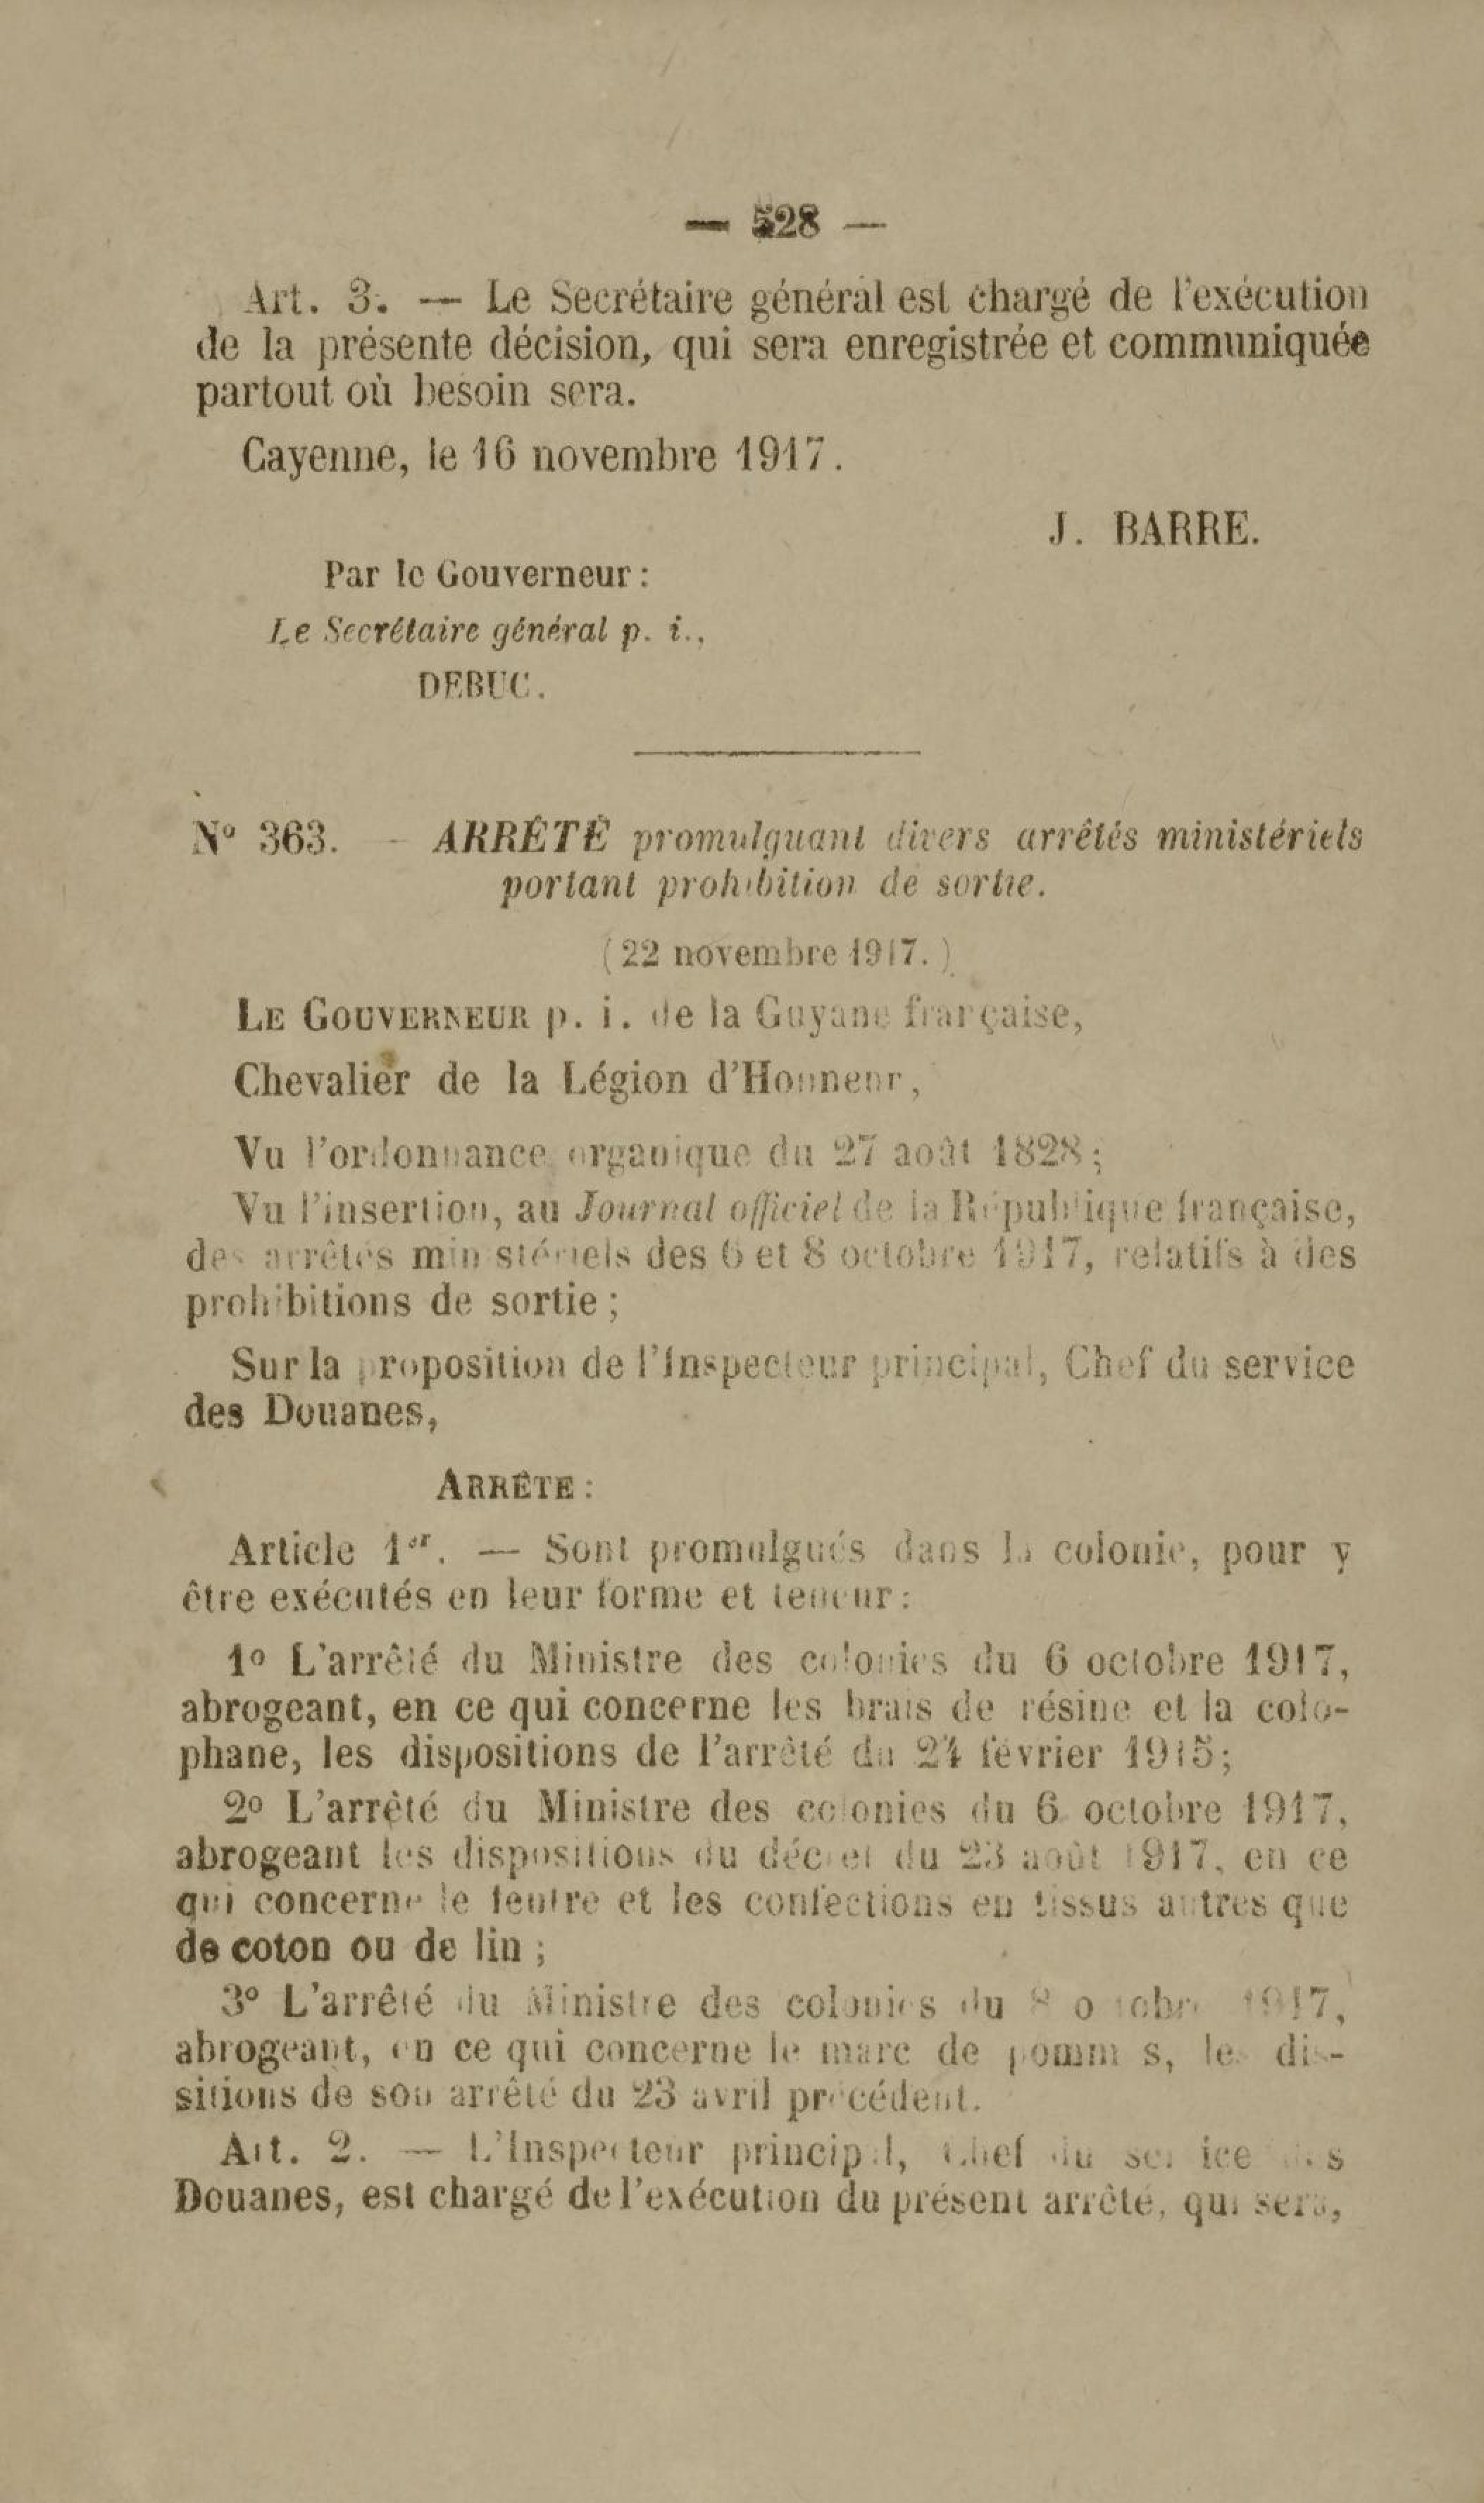 — 528 —
Art. 3. — Le Secrétaire général est chargé de l'exécution
de la présente décision, qui sera enregistrée et communiquée
partout où besoin sera.
Cayenne, le 16 novembre 1917.
J. BARRE.
Par le Gouverneur :
Le Secrétaire général p. i.,
DEBUC.
Nº 363. — ARRÊTÉ promulguant divers arrêtés ministériels
portant prohibition de sortie.
(22 novembre 1917.)
LE GOUVERNEUR p. i. de la Guyane française,
Chevalier de la Légion d'Honneur,
Vu l'ordonnance organique du 27 août 1828 ;
Vu l'insertion, au Journal officiel de la République française,
des arrêtés ministériels des 6 et 8 octobre 1917, relatifs à des
prohibitions de sortie ;
Sur la proposition de l'Inspecteur principal, Chef du service
des Douanes,
ARRÊTE :
Article 1er. — Sont promulgués dans la colonie, pour y
être exécutés en leur forme et teneur :
1º L'arrêté du Ministre des colonies du 6 octobre 1917,
abrogeant, en ce qui concerne les brais de résine et la colo-
phane, les dispositions de l'arrêté du 24 février 1915 ;
2º L'arrêté du Ministre des colonies du 6 octobre 1917,
abrogeant les dispositions du décret du 23 août 1917, en ce
qui concerne le feutre et les confections en tissus autres que
de coton ou de lin ;
3º L'arrêté du Ministre des colonies du 8 octobre 1917,
abrogeant, en ce qui concerne le marc de pommes, les dis-
sitions de son arrêté du 23 avril précédent.
Art. 2. — L'Inspecteur principal, Chef du service des
Douanes, est chargé de l'exécution du présent arrêté, qui sera,